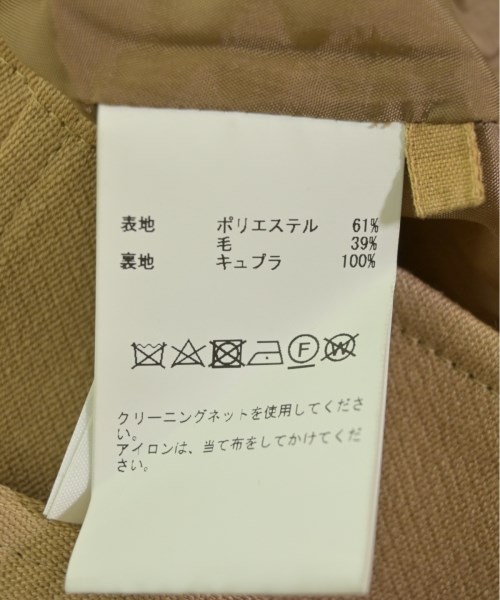 表地 ポリエステル 61%
毛 39%
裏地 キュプラ 100%
F W
クリーニングネットを使用してくださ
い。
アイロンは、当て布をしてかけてくだ
さい。